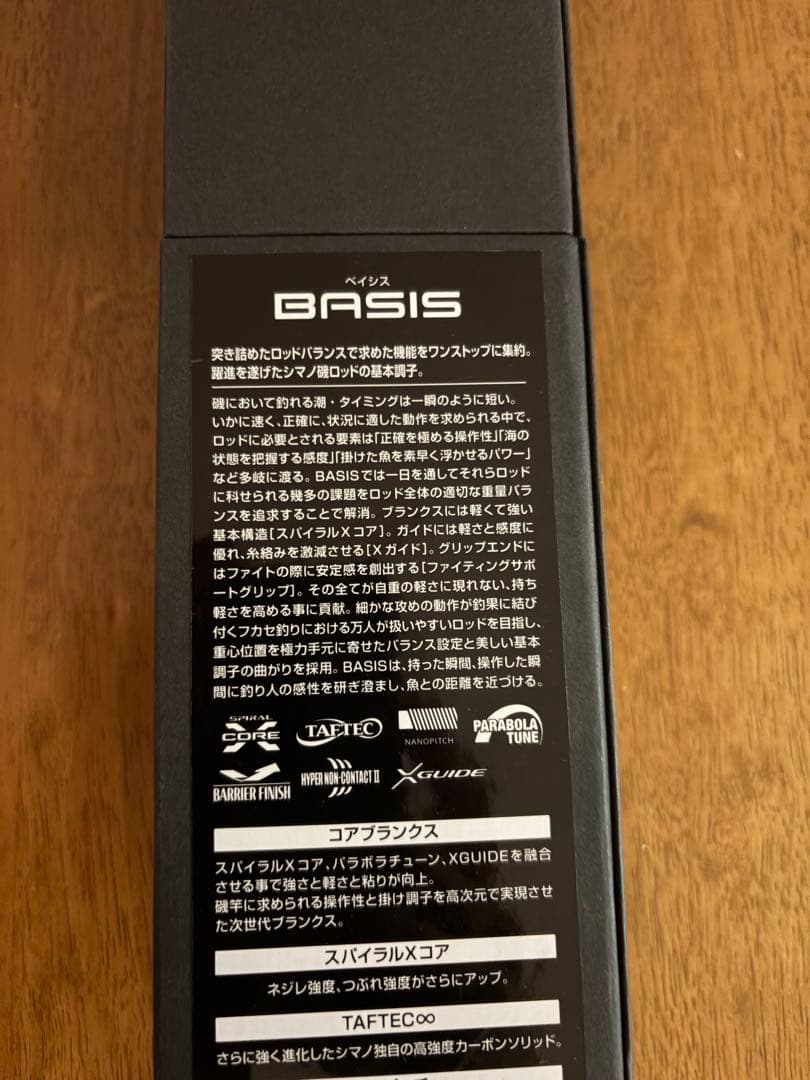 ベイシス
BASIS
突き詰めたロッドバランスで求めた機能をワンストップに集約。
躍進を遂げたシマノ磯ロッドの基本調子。
磯において釣れる潮・タイミングは一瞬のように短い。
いかに速く、正確に、状況に適した動作を求められる中で、
ロッドに必要とされる要素は「正確を極める操作性」「海の
状態を把握する感度」「掛けた魚を素早く浮かせるパワー」
など多岐に渡る。BASISでは一日を通してそれらロッド
に科せられる幾多の課題をロッド全体の適切な重量バラ
ンスを追求することで解消。ブランクスには軽くて強い
基本構造[スパイラルXコア]。ガイドには軽さと感度に
優れ、糸絡みを激減させる[Xガイド]。グリップエンドに
はファイトの際に安定感を創出する[ファイティングサポ
ートグリップ]。その全てが自重の軽さに現れない、持ち
軽さを高める事に貢献。細かな攻めの動作が釣果に結び
付くフカセ釣りにおける万人が扱いやすいロッドを目指し、
重心位置を極力手元に寄せたバランス設定と美しい基本
調子の曲がりを採用。BASISは、持った瞬間、操作した瞬
間に釣り人の感性を研ぎ澄まし、魚との距離を近づける。
SPIRAL X CORE TAFTEC NANOPITCH PARABOLA TUNE
BARRIER FINISH HYPER NON-CONTACT II XGUIDE
コアブランクス
スパイラルXコア、パラボラチューン、XGUIDEを融合
させる事で強さと軽さと粘りが向上。
磯竿に求められる操作性と掛け調子を高次元で実現させ
た次世代ブランクス。
スパイラルXコア
ネジレ強度、つぶれ強度がさらにアップ。
TAFTEC∞
さらに強く進化したシマノ独自の高強度カーボンソリッド。